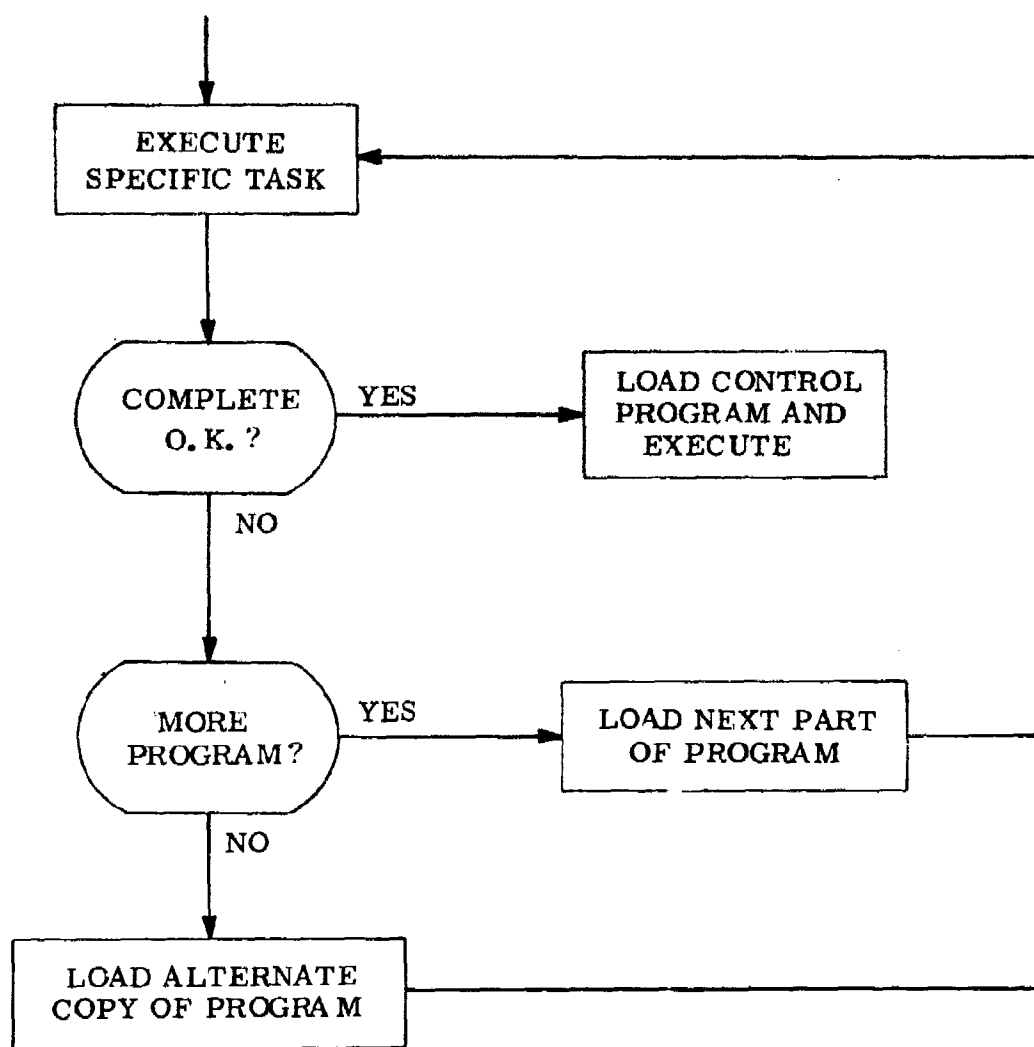 EXECUTE
SPECIFIC TASK
COMPLETE
O.K.?
YES
LOAD CONTROL
PROGRAM AND
EXECUTE
NO
MORE
PROGRAM?
YES
LOAD NEXT PART
OF PROGRAM
NO
LOAD ALTERNATE
COPY OF PROGRAM